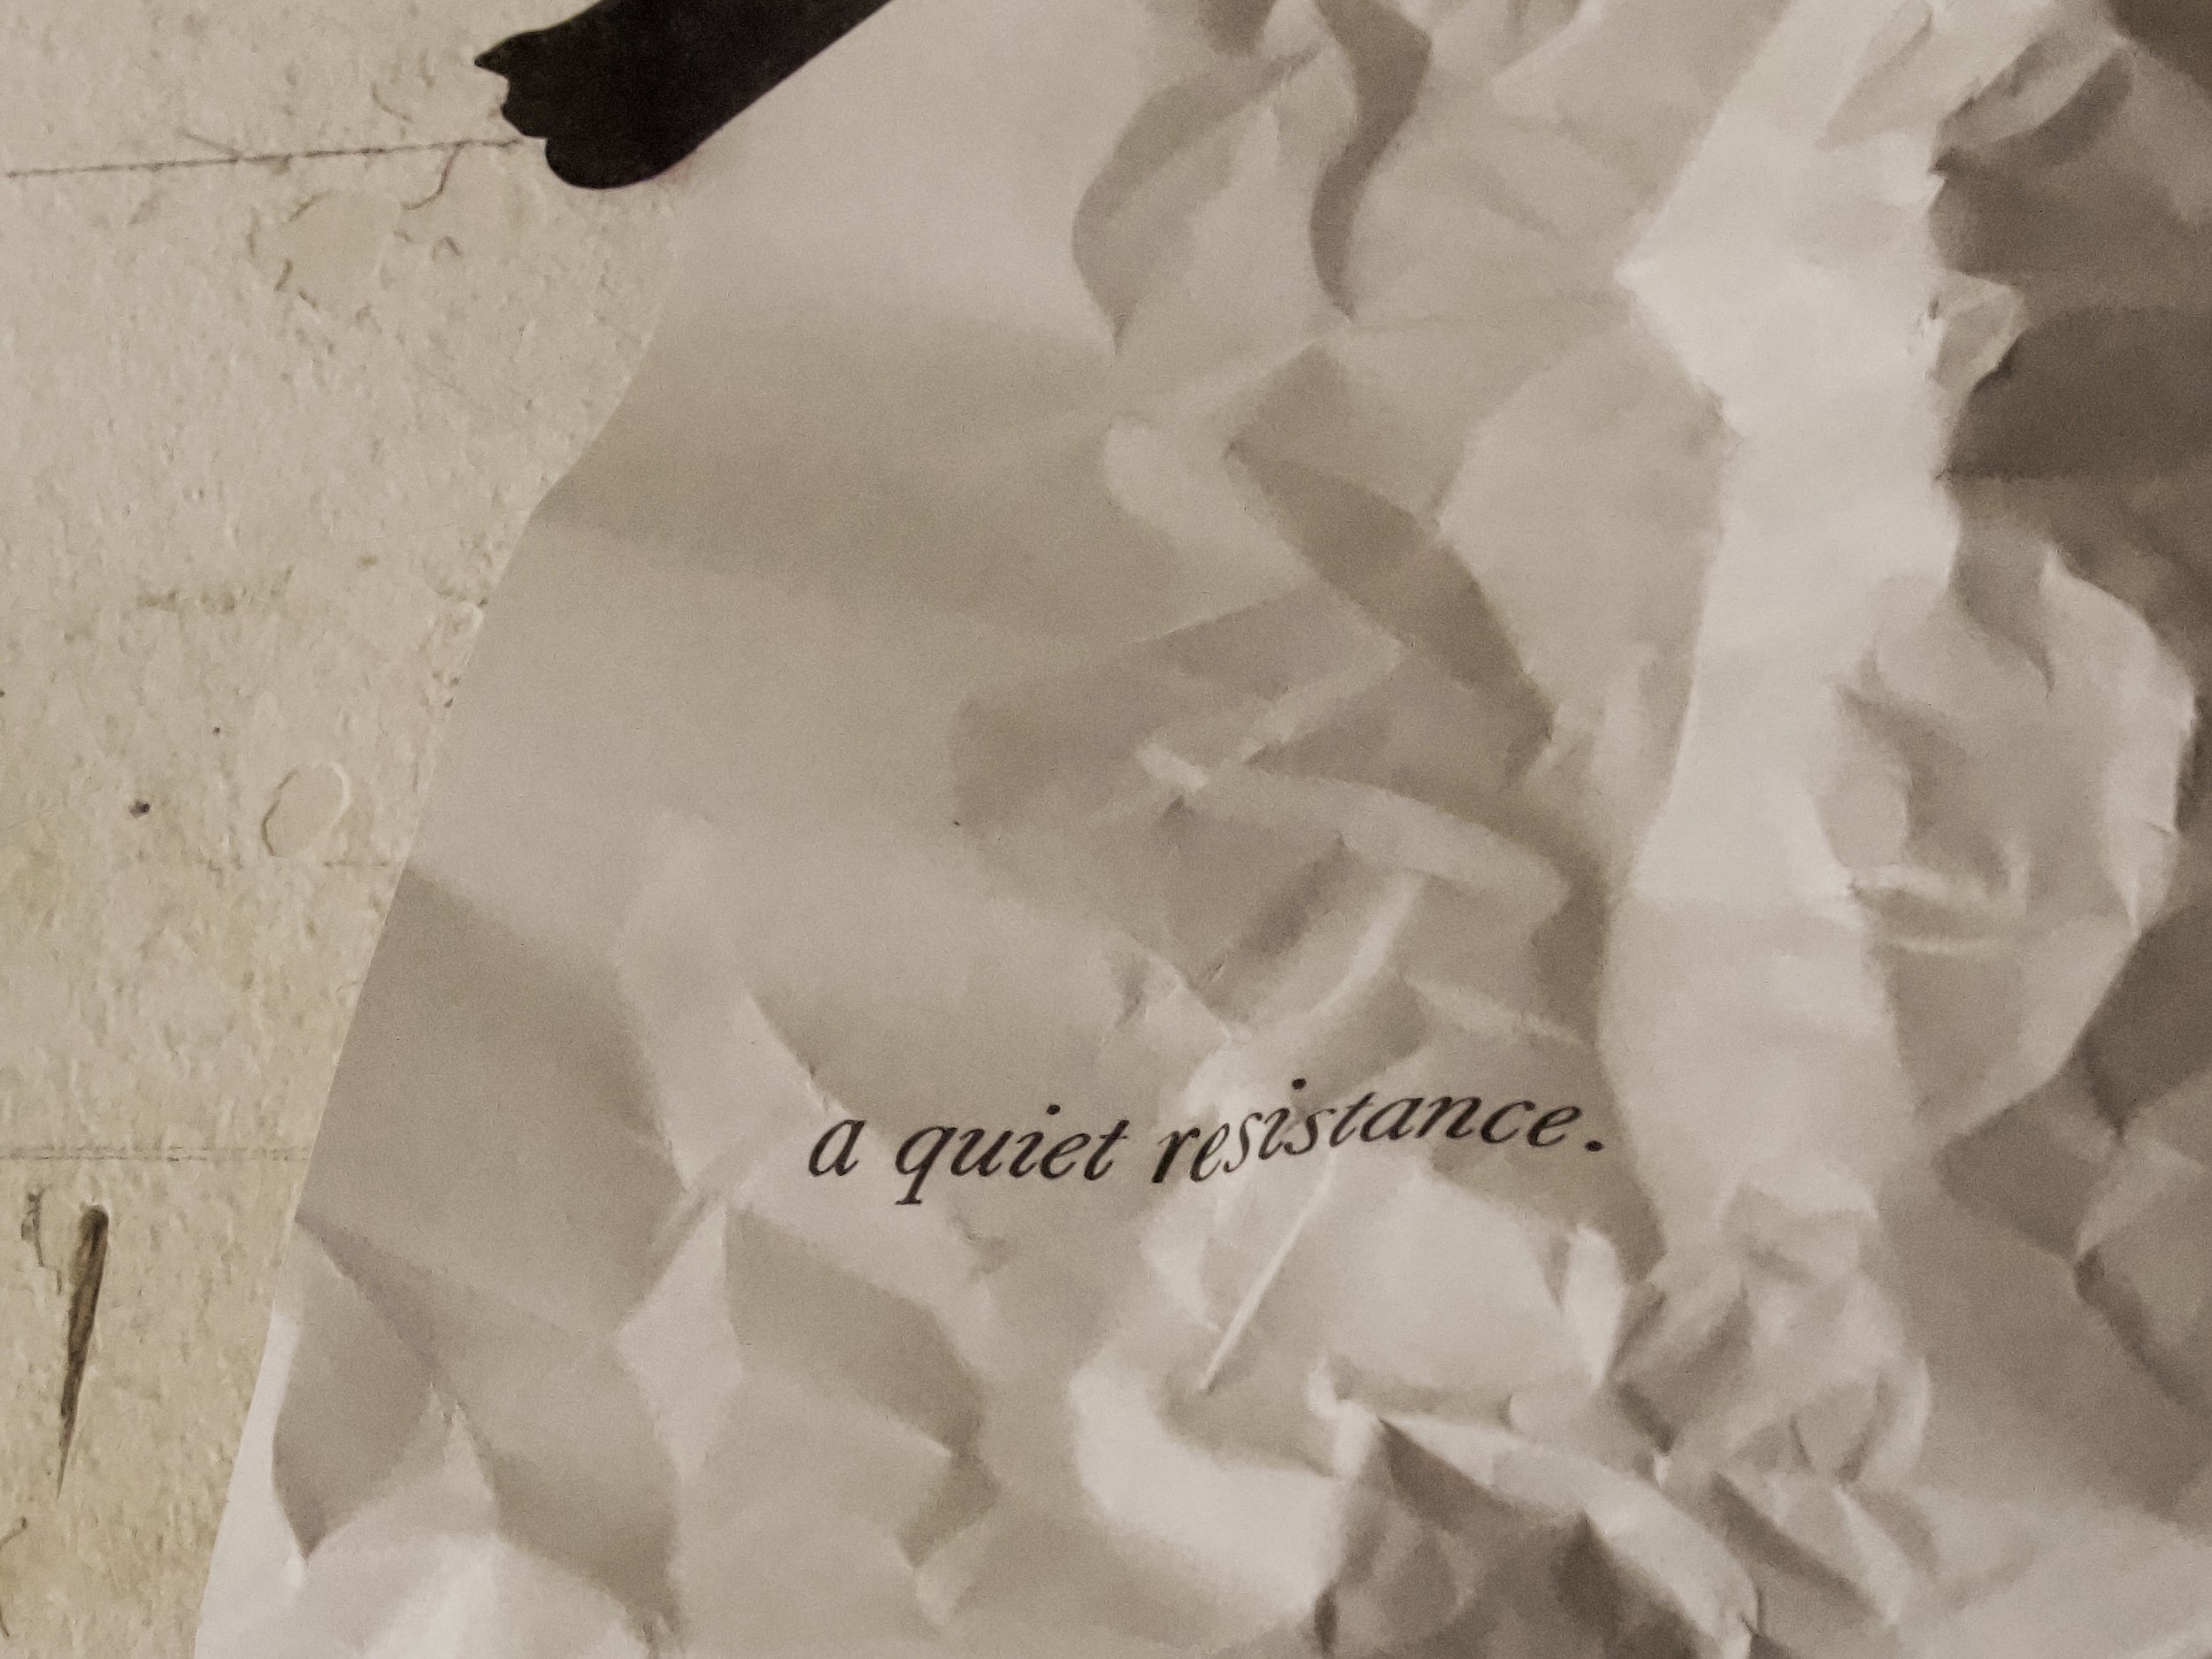 a quiet resistance.